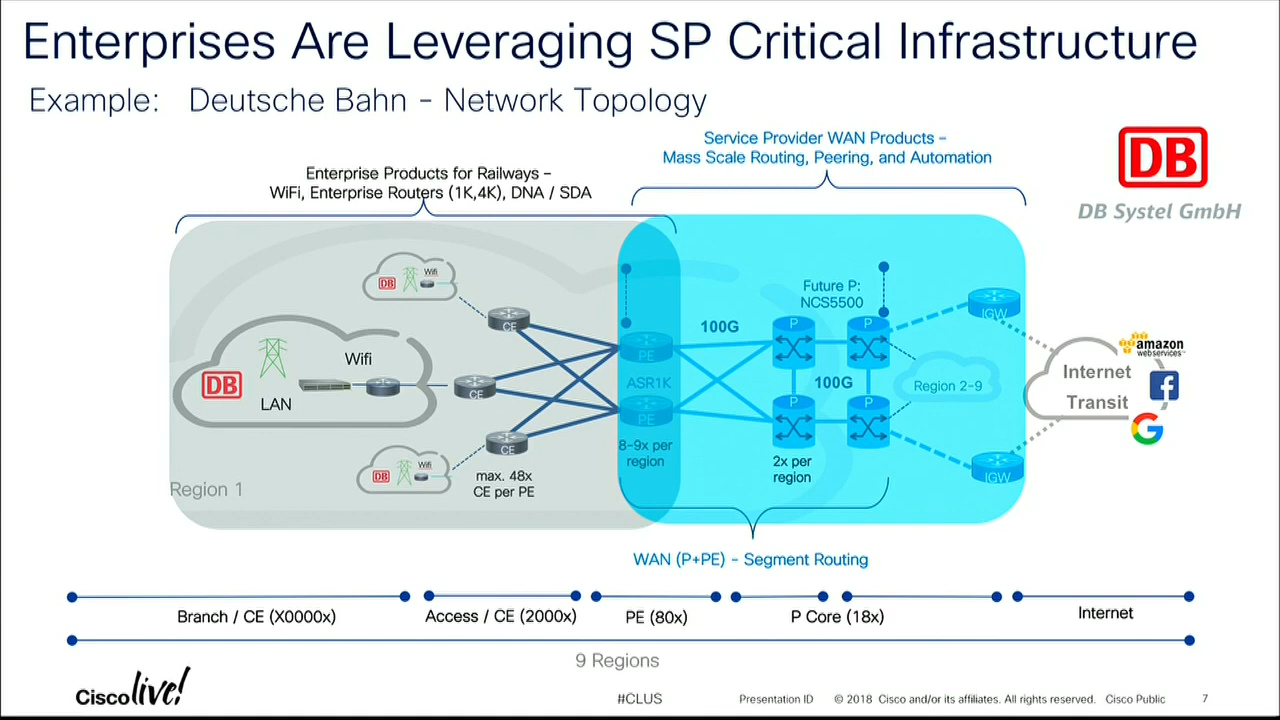 Enterprises Are Leveraging SP Critical Infrastructure
Example: Deutsche Bahn - Network Topology
Service Provider WAN Products –
Mass Scale Routing, Peering, and Automation
DB
DB Systel GmbH
Enterprise Products for Railways –
WiFi, Enterprise Routers (1K,4K), DNA / SDA
DB
Wifi
CE
Future P:
NCS5500
IGW
100G
P
P
PE
amazon
webservices™
Wifi
DB
LAN
CE
ASR1K
100G
Region 2-9
Internet
Transit
PE
P
P
G
CE
8-9x per
region
2x per
region
IGW
DB
Wifi
max. 48x
CE per PE
Region 1
WAN (P+PE) – Segment Routing
Branch / CE (X0000x)
Access / CE (2000x)
PE (80x)
P Core (18x)
Internet
9 Regions
Cisco live!
#CLUS
Presentation ID
© 2018 Cisco and/or its affiliates. All rights reserved. Cisco Public
7